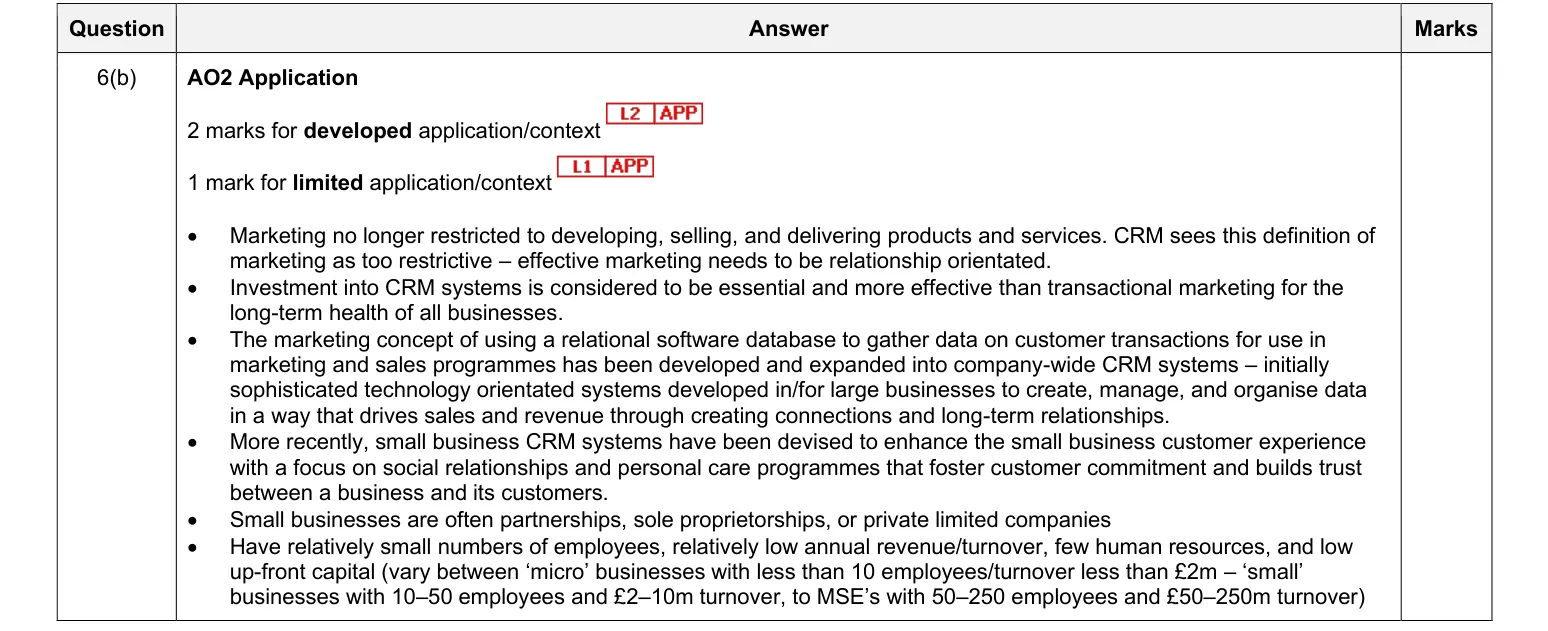 Question Answer Marks
6(b) AO2 Application
2 marks for developed application/context L2 APP
1 mark for limited application/context L1 APP
• Marketing no longer restricted to developing, selling, and delivering products and services. CRM sees this definition of
marketing as too restrictive – effective marketing needs to be relationship orientated.
• Investment into CRM systems is considered to be essential and more effective than transactional marketing for the
long-term health of all businesses.
• The marketing concept of using a relational software database to gather data on customer transactions for use in
marketing and sales programmes has been developed and expanded into company-wide CRM systems – initially
sophisticated technology orientated systems developed in/for large businesses to create, manage, and organise data
in a way that drives sales and revenue through creating connections and long-term relationships.
• More recently, small business CRM systems have been devised to enhance the small business customer experience
with a focus on social relationships and personal care programmes that foster customer commitment and builds trust
between a business and its customers.
• Small businesses are often partnerships, sole proprietorships, or private limited companies
• Have relatively small numbers of employees, relatively low annual revenue/turnover, few human resources, and low
up-front capital (vary between ‘micro’ businesses with less than 10 employees/turnover less than £2m – ‘small’
businesses with 10–50 employees and £2–10m turnover, to MSE’s with 50–250 employees and £50–250m turnover)